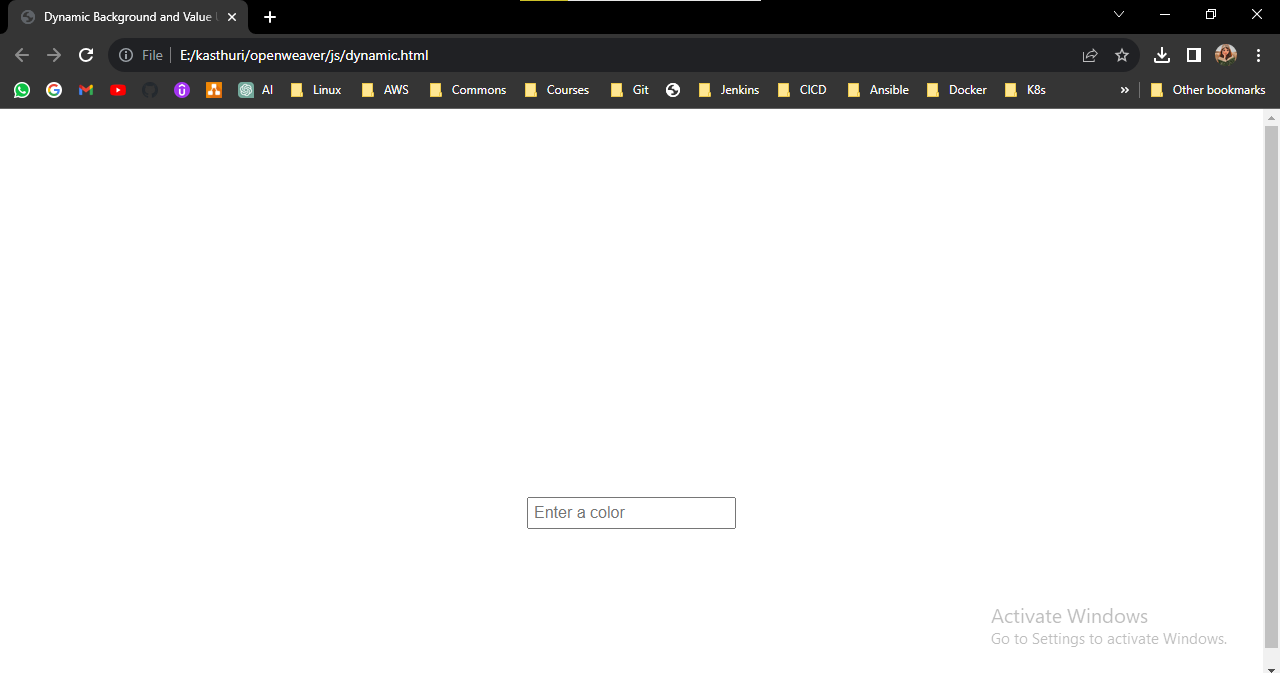 Dynamic Background and Value
File E:/kasthuri/openweaver/js/dynamic.html
AI Linux AWS Commons Courses Git Jenkins CICD Ansible Docker K8s » Other bookmarks
Enter a color
Activate Windows
Go to Settings to activate Windows.